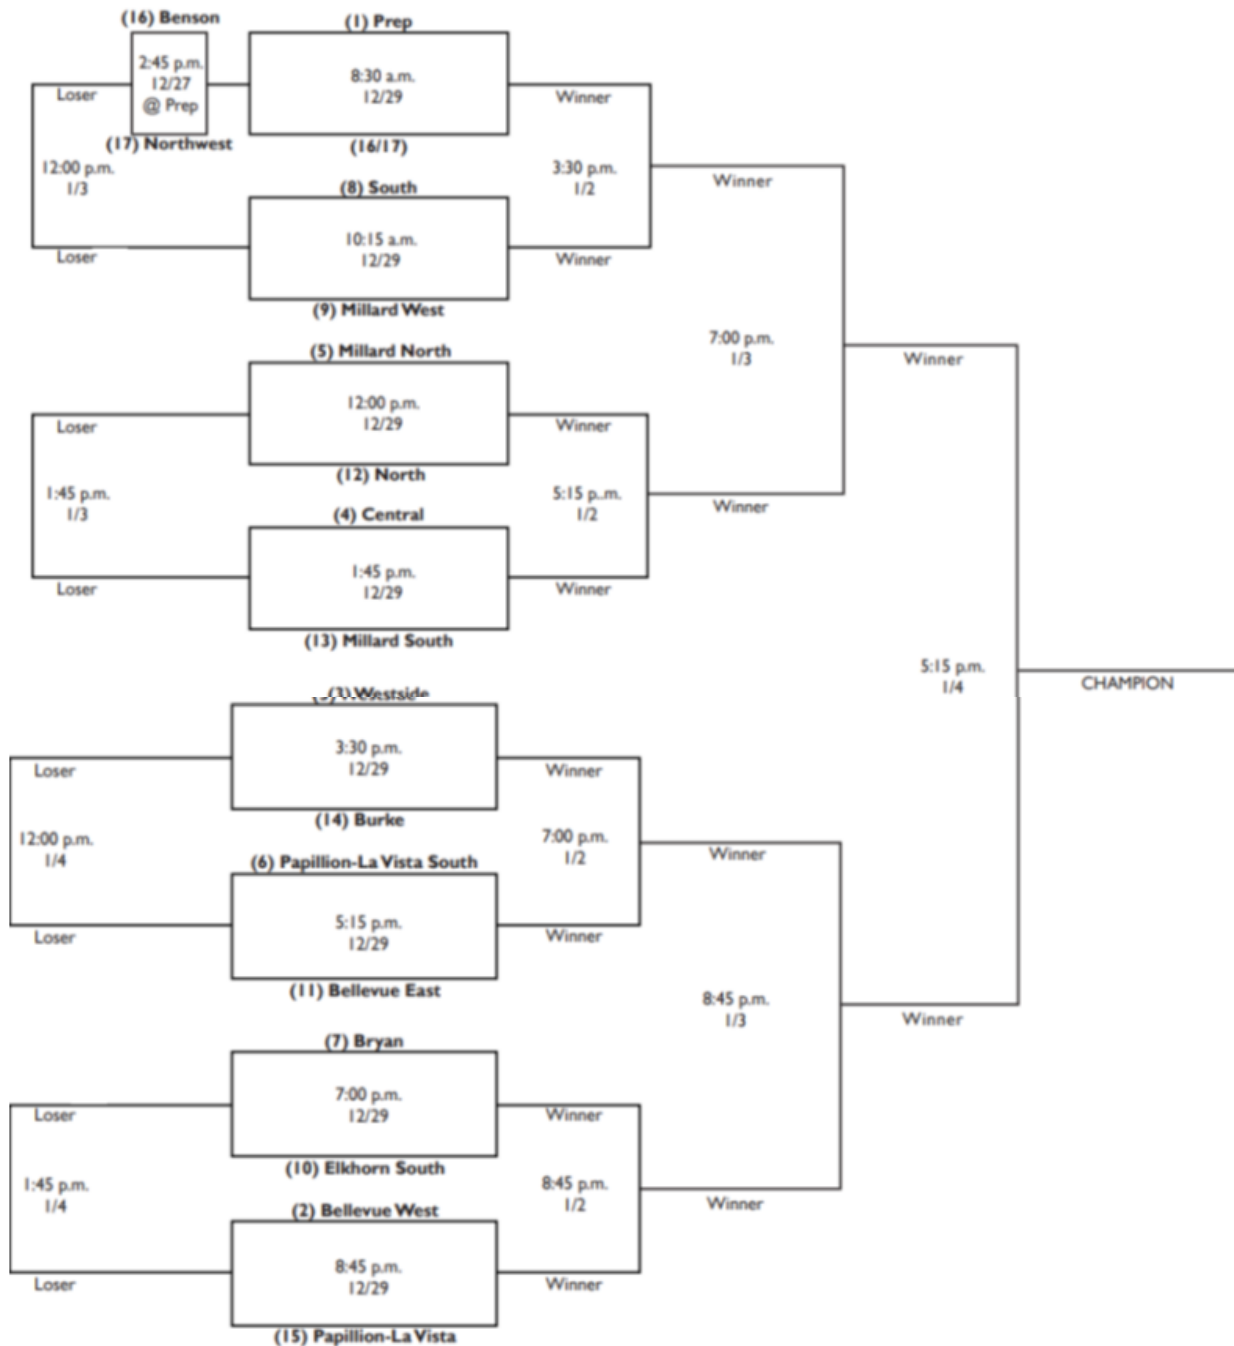 (16) Benson
(1) Prep
2:45 p.m.
12/27
@ Prep
8:30 a.m.
12/29
Loser
Winner
(17) Northwest
(16/17)
12:00 p.m.
1/3
3:30 p.m.
1/2
Winner
(8) South
10:15 a.m.
12/29
Loser
Winner
(9) Millard West
(5) Millard North
7:00 p.m.
1/3
Winner
12:00 p.m.
12/29
Loser
Winner
(12) North
1:45 p.m.
1/3
5:15 p..m.
1/2
Winner
(4) Central
1:45 p.m.
12/29
Loser
Winner
(13) Millard South
5:15 p.m.
1/4
CHAMPION
(3) Westside
3:30 p.m.
12/29
Loser
Winner
(14) Burke
12:00 p.m.
1/4
7:00 p.m.
1/2
Winner
(6) Papillion-La Vista South
5:15 p.m.
12/29
Loser
Winner
(11) Bellevue East
8:45 p.m.
1/3
Winner
(7) Bryan
7:00 p.m.
12/29
Loser
Winner
(10) Elkhorn South
1:45 p.m.
1/4
8:45 p.m.
1/2
Winner
(2) Bellevue West
8:45 p.m.
12/29
Loser
Winner
(15) Papillion-La Vista